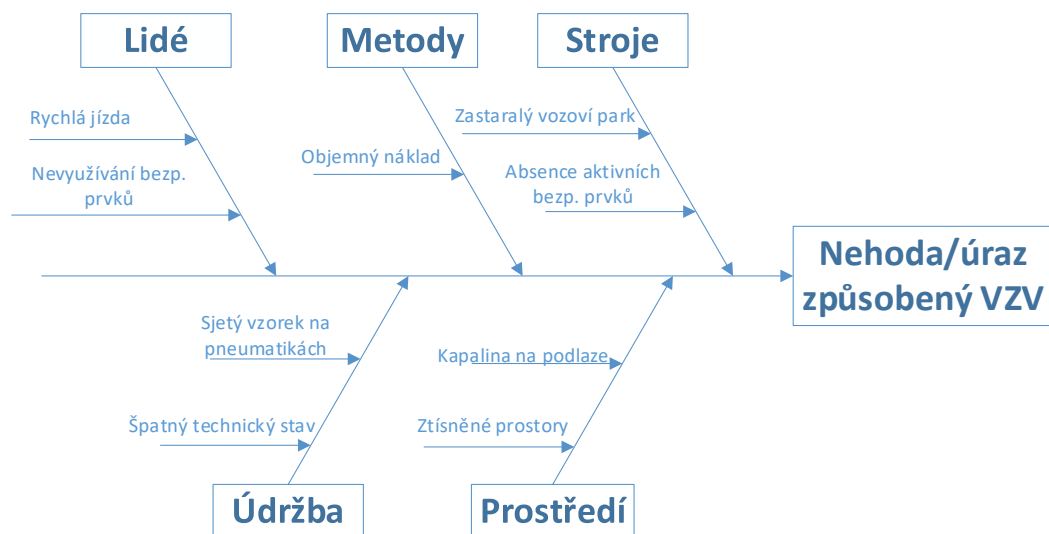 Lidé
Metody
Stroje
Rychlá jízda
Nevyužívání bezp.
prvků
Objemný náklad
Zastaralý vozoví park
Absence aktivních
bezp. prvků
Nehoda/úraz
způsobený VZV
Sjetý vzorek na
pneumatikách
Špatný technický stav
Kapalina na podlaze
Ztísněné prostory
Údržba
Prostředí